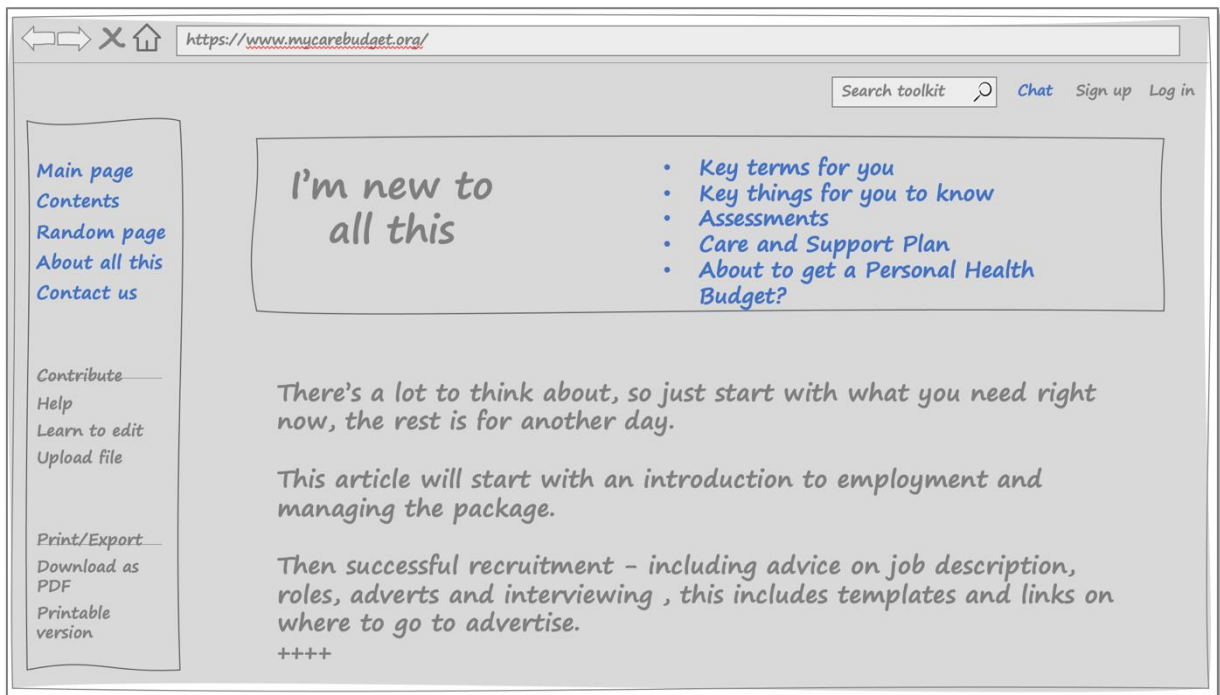 https://www.mycarebudget.org/
Search toolkit
Chat
Sign up
Log in
Main page
Contents
Random page
About all this
Contact us
Contribute
Help
Learn to edit
Upload file
Print/Export
Download as
PDF
Printable
version
I'm new to
all this
• Key terms for you
• Key things for you to know
• Assessments
• Care and Support Plan
• About to get a Personal Health
Budget?
There's a lot to think about, so just start with what you need right
now, the rest is for another day.
This article will start with an introduction to employment and
managing the package.
Then successful recruitment – including advice on job description,
roles, adverts and interviewing , this includes templates and links on
where to go to advertise.
++++